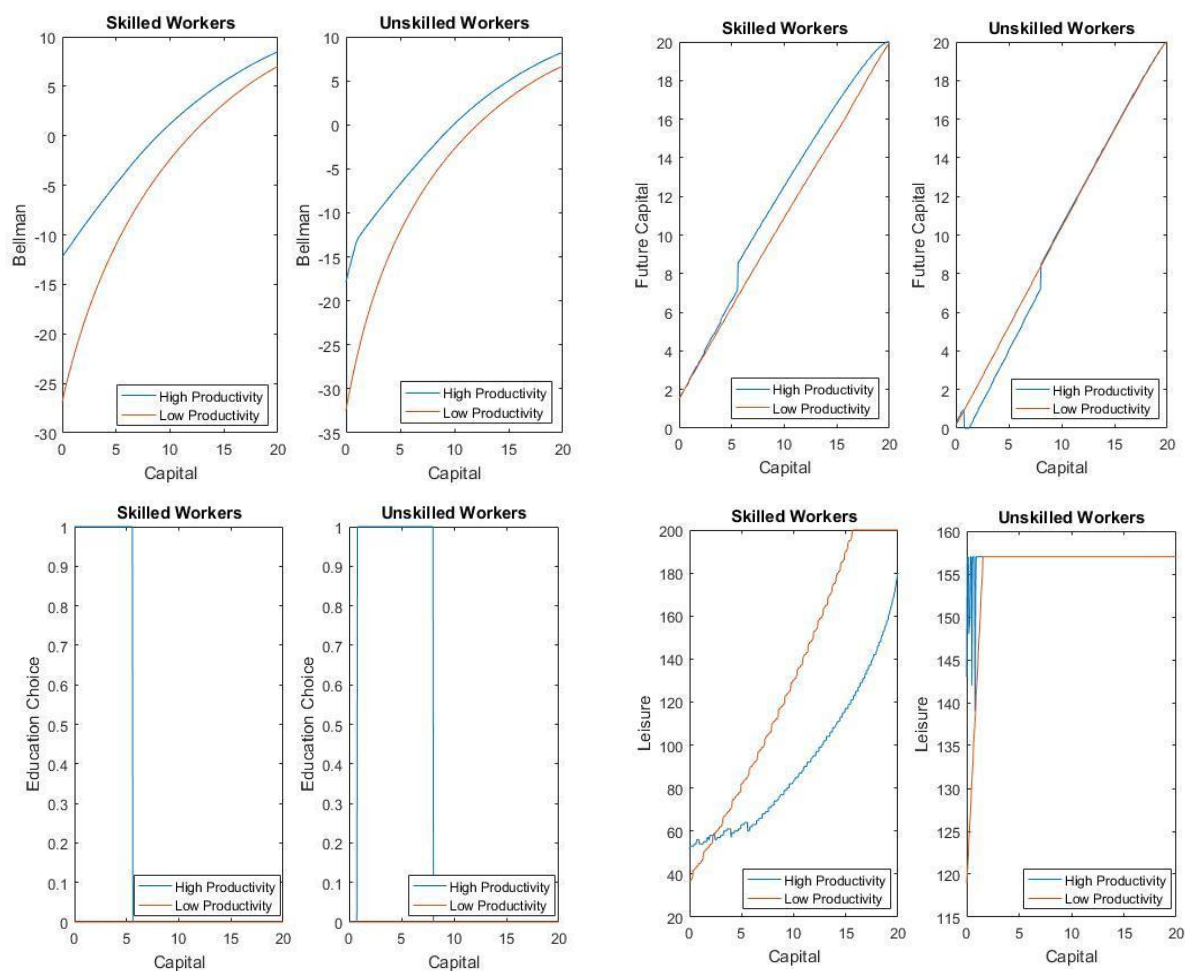 Skilled Workers
10
5
0
-5
-10
-15
-20
-25
-30
Bellman
0 5 10 15 20
Capital
High Productivity
Low Productivity
Unskilled Workers
10
5
0
-5
-10
-15
-20
-25
-30
-35
Bellman
0 5 10 15 20
Capital
High Productivity
Low Productivity
Skilled Workers
20
18
16
14
12
10
8
6
4
2
0
Future Capital
0 5 10 15 20
Capital
High Productivity
Low Productivity
Unskilled Workers
20
18
16
14
12
10
8
6
4
2
0
Future Capital
0 5 10 15 20
Capital
High Productivity
Low Productivity
Skilled Workers
1
0.9
0.8
0.7
0.6
0.5
0.4
0.3
0.2
0.1
0
Education Choice
0 5 10 15 20
Capital
High Productivity
Low Productivity
Unskilled Workers
1
0.9
0.8
0.7
0.6
0.5
0.4
0.3
0.2
0.1
0
Education Choice
0 5 10 15 20
Capital
High Productivity
Low Productivity
Skilled Workers
200
180
160
140
120
100
80
60
40
20
Leisure
0 5 10 15 20
Capital
High Productivity
Low Productivity
Unskilled Workers
160
155
150
145
140
135
130
125
120
115
Leisure
0 5 10 15 20
Capital
High Productivity
Low Productivity